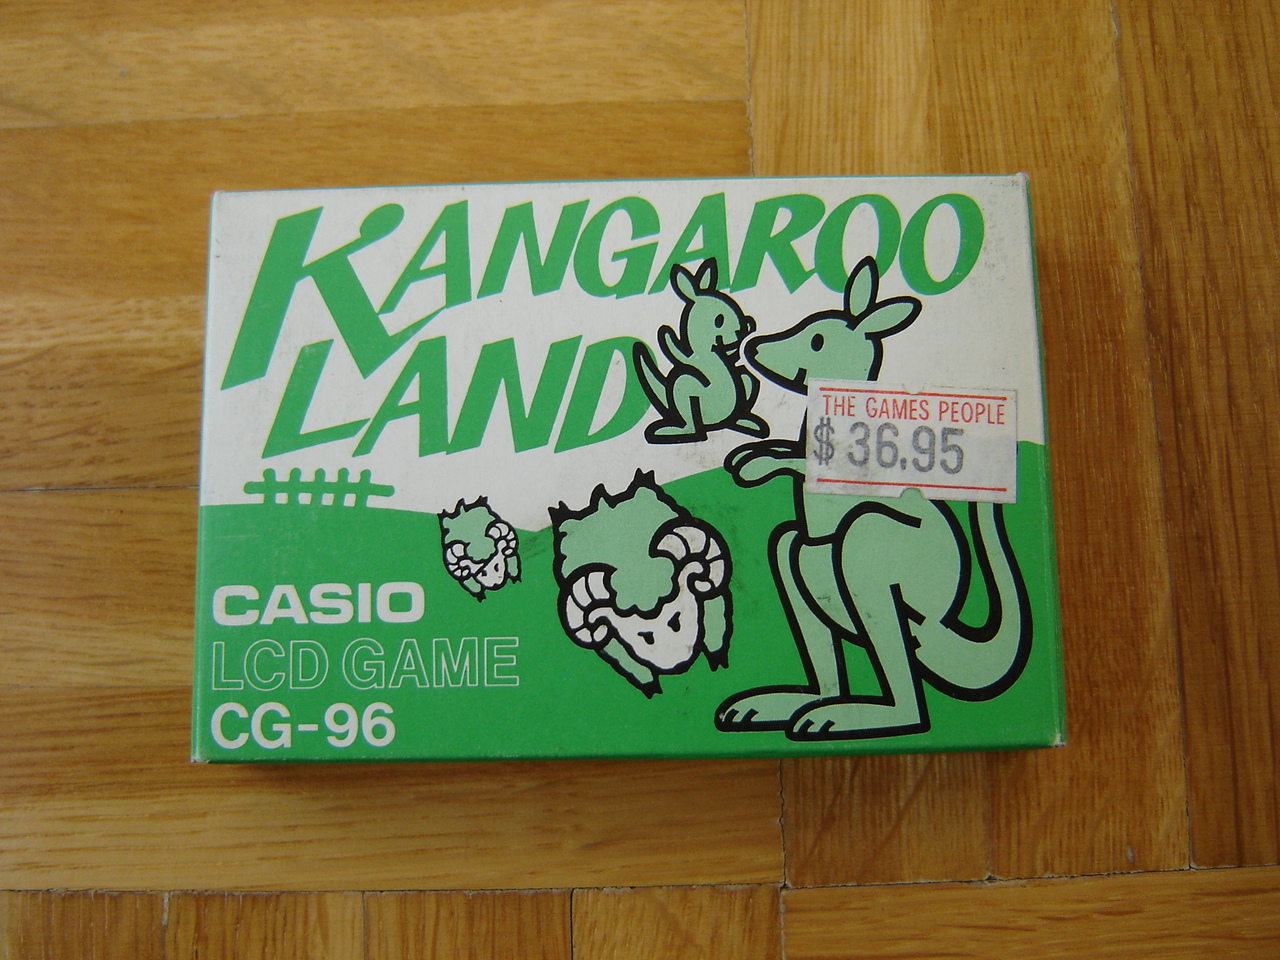 KANGAROO
LAND
THE GAMES PEOPLE
$ 36.95
CASIO
LCD GAME
CG-96